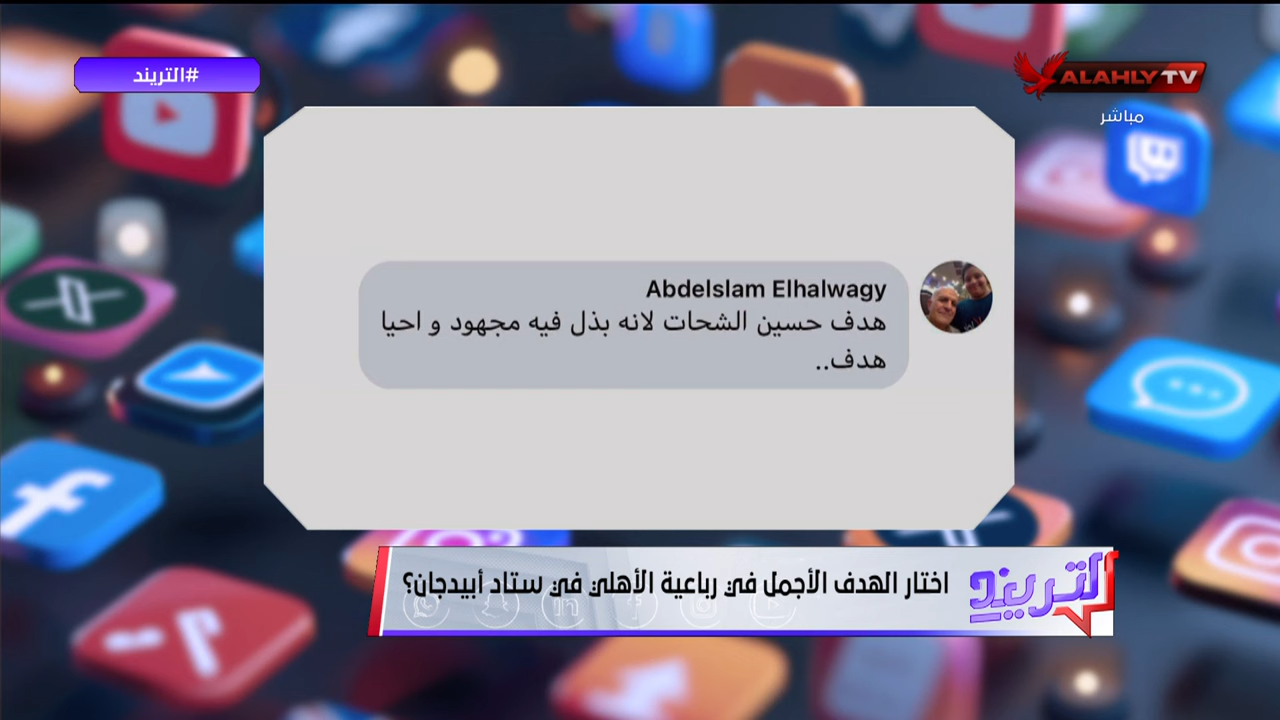 #التريند
ALAHLY TV
مباشر
Abdelslam Elhalwagy
هدف حسين الشحات لانه بذل فيه مجهود و احيا
هدف..
التريند
اختار الهدف الأجمل في رباعية الأهلي في ستاد أبيدجان؟